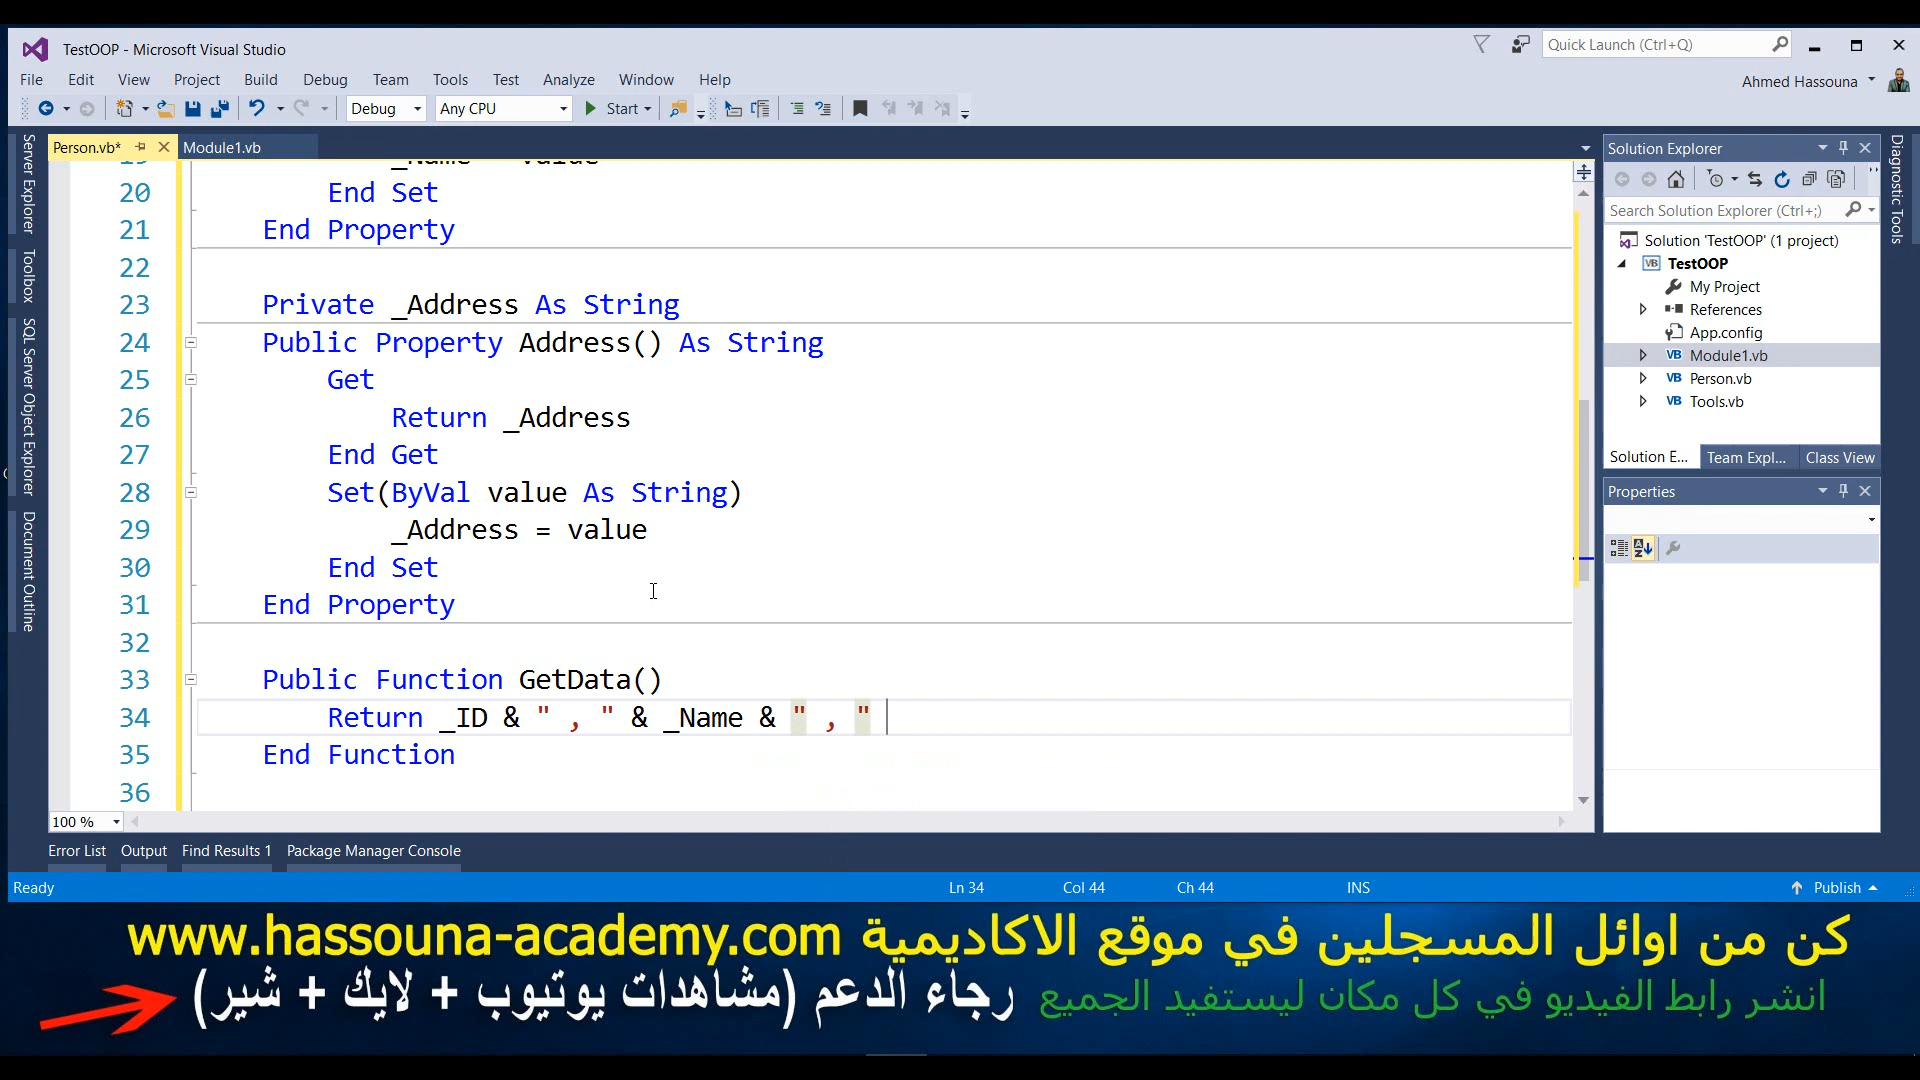 TestOOP - Microsoft Visual Studio
Quick Launch (Ctrl+Q)
File Edit View Project Build Debug Team Tools Test Analyze Window Help
Ahmed Hassouna
Debug Any CPU Start
Server Explorer
Toolbox
SQL Server Object Explorer
Document Outline
Person.vb* Module1.vb
19 _Name = value
20 End Set
21 End Property
22
23 Private _Address As String
24 Public Property Address() As String
25 Get
26 Return _Address
27 End Get
28 Set(ByVal value As String)
29 _Address = value
30 End Set
31 End Property
32
33 Public Function GetData()
34 Return _ID & " , " & _Name & " , "
35 End Function
36
100 %
Solution Explorer
Search Solution Explorer (Ctrl+;)
Solution 'TestOOP' (1 project)
VB TestOOP
My Project
References
App.config
VB Module1.vb
VB Person.vb
VB Tools.vb
Solution E... Team Expl... Class View
Properties
Diagnostic Tools
Error List Output Find Results 1 Package Manager Console
Ready Ln 34 Col 44 Ch 44 INS Publish
كن من اوائل المسجلين في موقع الاكاديمية www.hassouna-academy.com
انشر رابط الفيديو في كل مكان ليستفيد الجميع رجاء الدعم (مشاهدات يوتيوب + لايك + شير)